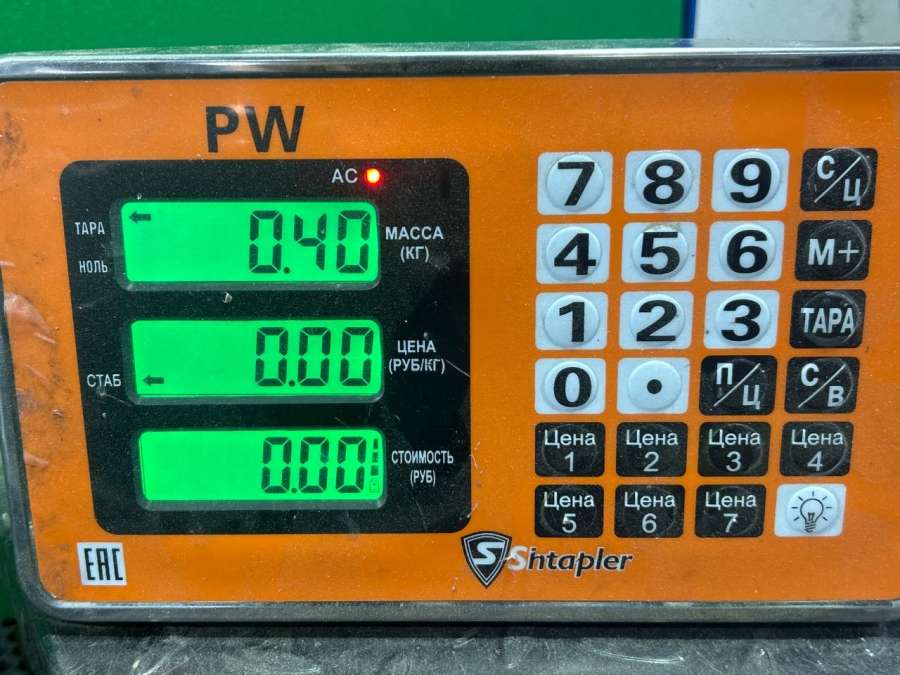 PW
AC
ТАРА
НОЛЬ
0.40
МАССА
(КГ)
СТАБ
0.00
ЦЕНА
(РУБ/КГ)
0.00
СТОИМОСТЬ
(РУБ)
7 8 9 С/Ц
4 5 6 М+
1 2 3 ТАРА
0 . П/Ц С/В
Цена 1 Цена 2 Цена 3 Цена 4
Цена 5 Цена 6 Цена 7
EAC
S Shtapler